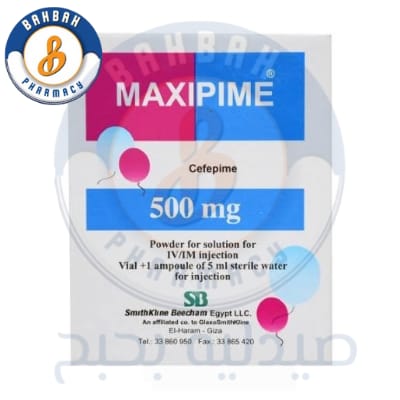 BAHBAH
PHARMACY
MAXIPIME®
Cefepime
500 mg
Powder for solution for
IV/IM injection
Vial +1 ampoule of 5 ml sterile water
for injection
SB
SmithKline Beecham Egypt LLC.
An affiliated co. to GlaxoSmithKline
El-Haram - Giza
Tel.: 33 860 950 Fax.: 33 865 420
BAHBAH
PHARMACY
صيدلية بحبح